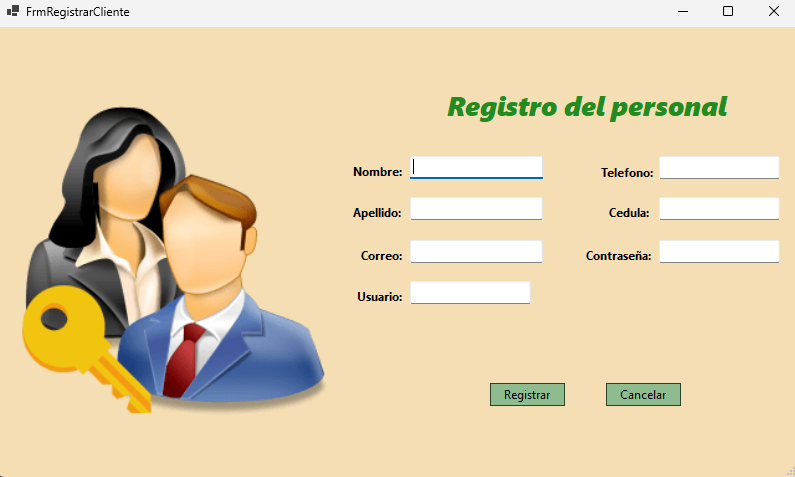 FrmRegistrarCliente
Registro del personal
Nombre: Telefono:
Apellido: Cedula:
Correo: Contraseña:
Usuario:
Registrar Cancelar